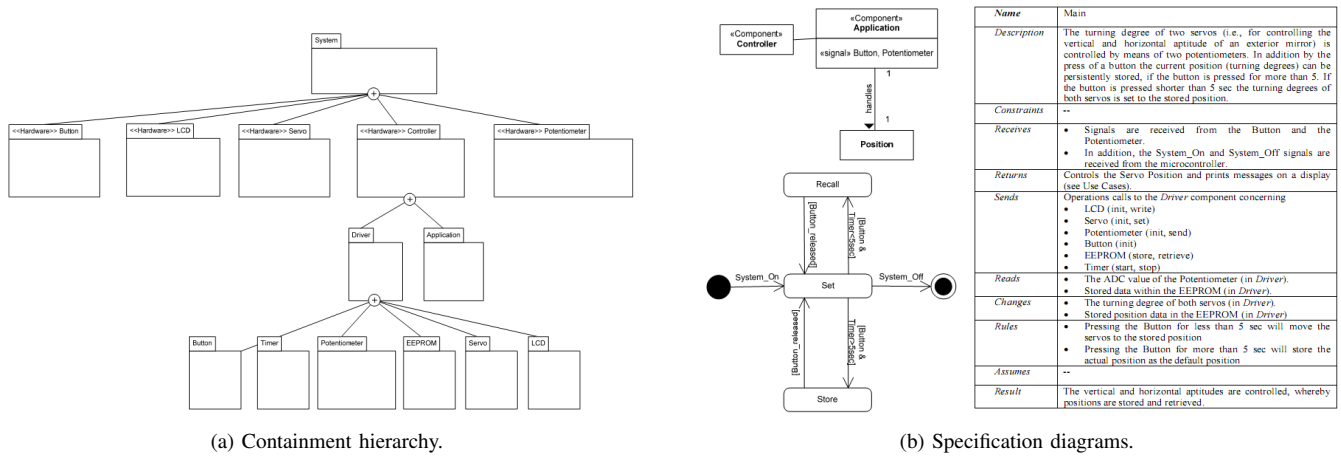 System
<<Hardware>> Button
<<Hardware>> LCD
<<Hardware>> Servo
<<Hardware>> Controller
<<Hardware>> Potentiometer
Driver
Application
Button
Timer
Potentiometer
EEPROM
Servo
LCD
(a) Containment hierarchy.
«Component»
Controller
«Component»
Application
«signal» Button, Potentiometer
1
handles
1
Position
Recall
[Button_released]
[Button &
Timer<5sec]
System_On
Set
System_Off
[Button_released]
[Button &
Timer>5sec]
Store
Name Main
Description The turning degree of two servos (i.e., for controlling the
vertical and horizontal aptitude of an exterior mirror) is
controlled by means of two potentiometers. In addition by the
press of a button the current position (turning degrees) can be
persistently stored, if the button is pressed for more than 5. If
the button is pressed shorter than 5 sec the turning degrees of
both servos is set to the stored position.
Constraints --
Receives • Signals are received from the Button and the
Potentiometer.
• In addition, the System_On and System_Off signals are
received from the microcontroller.
Returns Controls the Servo Position and prints messages on a display
(see Use Cases).
Sends Operations calls to the Driver component concerning
• LCD (init, write)
• Servo (init, set)
• Potentiometer (init, send)
• Button (init)
• EEPROM (store, retrieve)
• Timer (start, stop)
Reads • The ADC value of the Potentiometer (in Driver).
• Stored data within the EEPROM (in Driver).
Changes • The turning degree of both servos (in Driver).
• Stored position data in the EEPROM (in Driver)
Rules • Pressing the Button for less than 5 sec will move the
servos to the stored position
• Pressing the Button for more than 5 sec will store the
actual position as the default position
Assumes --
Result The vertical and horizontal aptitudes are controlled, whereby
positions are stored and retrieved.
(b) Specification diagrams.